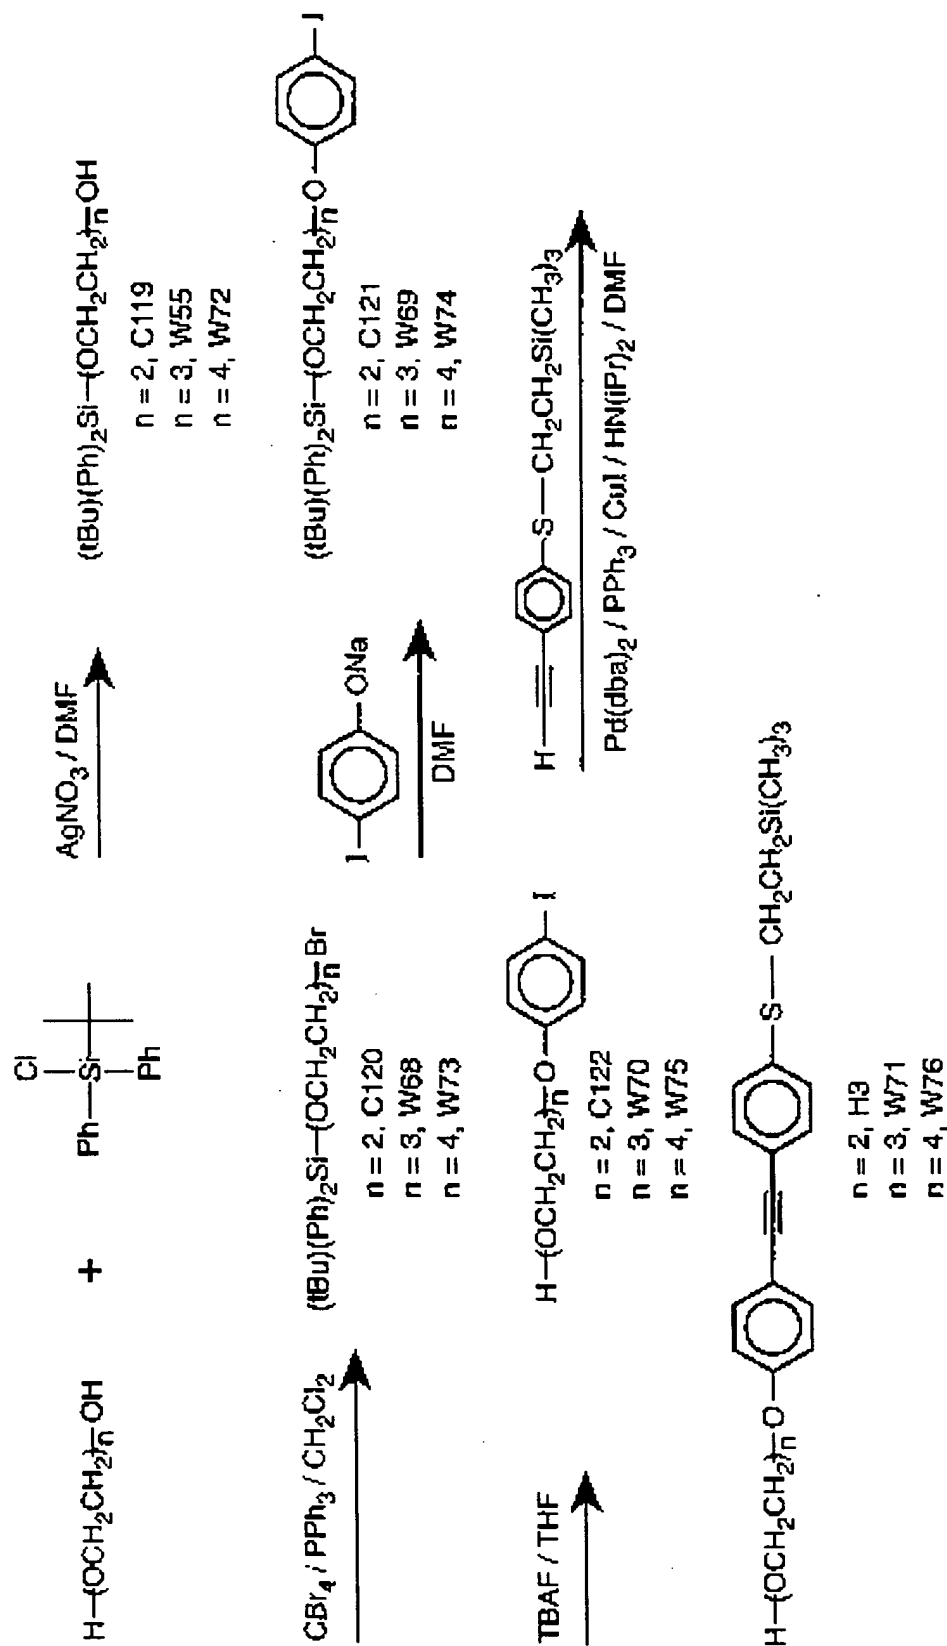 H—(OCH2CH2)n—OH + Ph—Si Cl Ph
AgNO3 / DMF
(tBu)(Ph)2Si—(OCH2CH2)n—OH
n = 2, C119
n = 3, W55
n = 4, W72
CBr4 / PPh3 / CH2Cl2
(tBu)(Ph)2Si—(OCH2CH2)n—Br
n = 2, C120
n = 3, W68
n = 4, W73
I ONa
DMF
(tBu)(Ph)2Si—(OCH2CH2)n—O I
n = 2, C121
n = 3, W69
n = 4, W74
TBAF / THF
H—(OCH2CH2)n—O I
n = 2, C122
n = 3, W70
n = 4, W75
H S—CH2CH2Si(CH3)3
Pd(dba)2 / PPh3 / CuI / HN(iPr)2 / DMF
H—(OCH2CH2)n—O S—CH2CH2Si(CH3)3
n = 2, H3
n = 3, W71
n = 4, W76